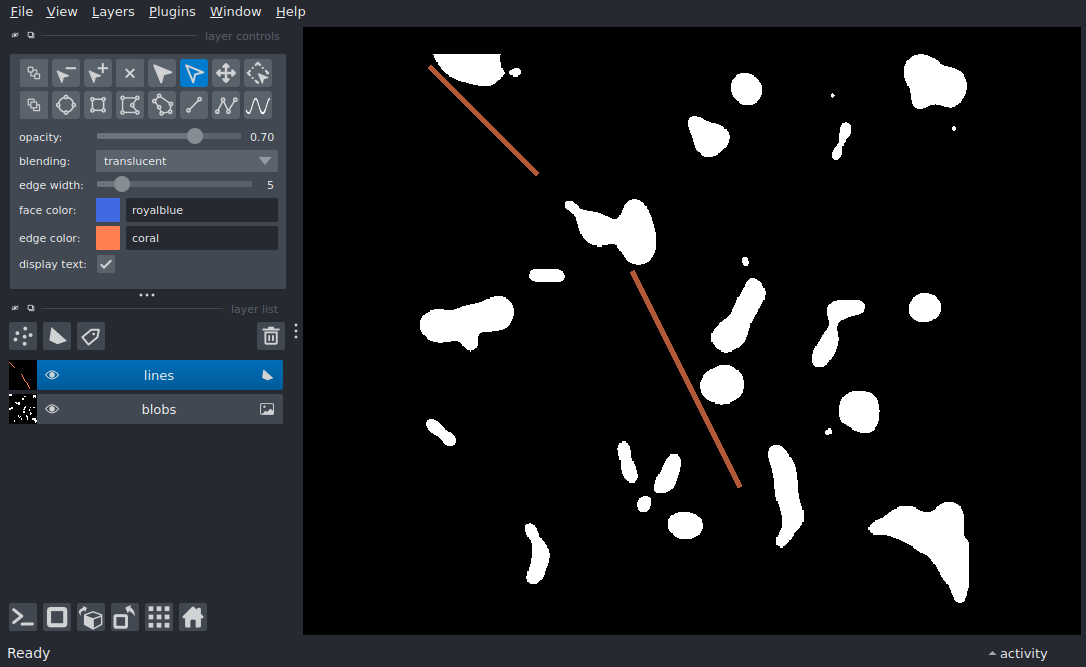 File View Layers Plugins Window Help
layer controls
opacity: 0.70
blending: translucent
edge width: 5
face color: royalblue
edge color: coral
display text:
layer list
lines
blobs
Ready
activity